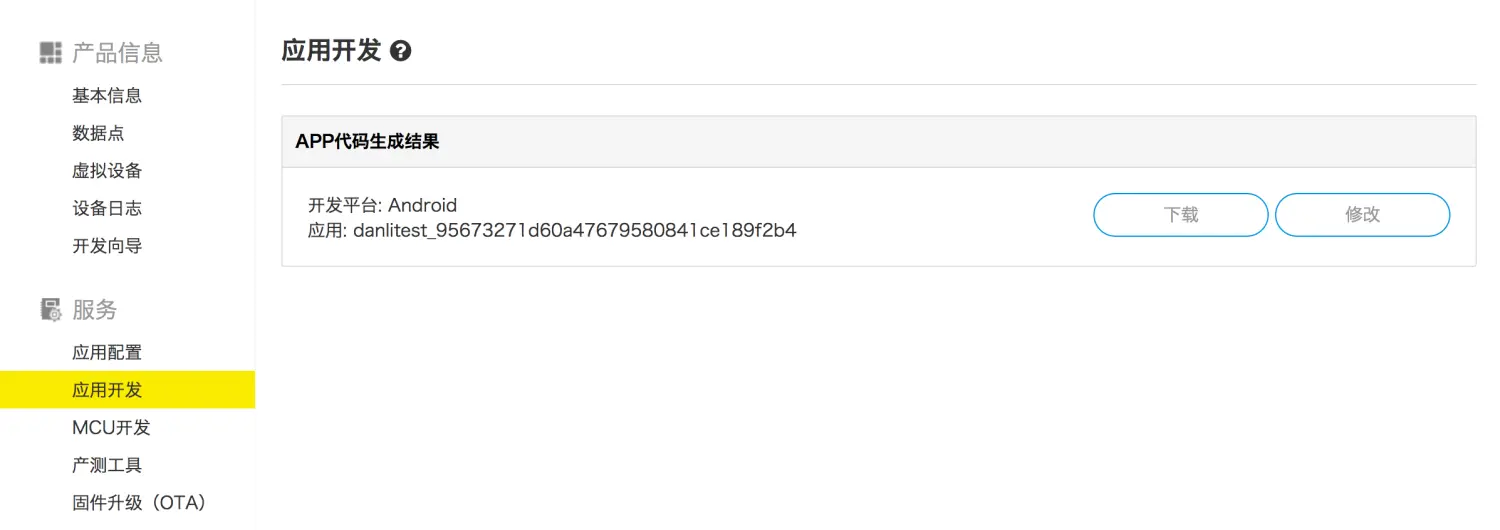 产品信息
基本信息
数据点
虚拟设备
设备日志
开发向导
服务
应用配置
应用开发
MCU开发
产测工具
固件升级（OTA）
应用开发 ?
APP代码生成结果
开发平台: Android
应用: danlitest_95673271d60a47679580841ce189f2b4
下载
修改